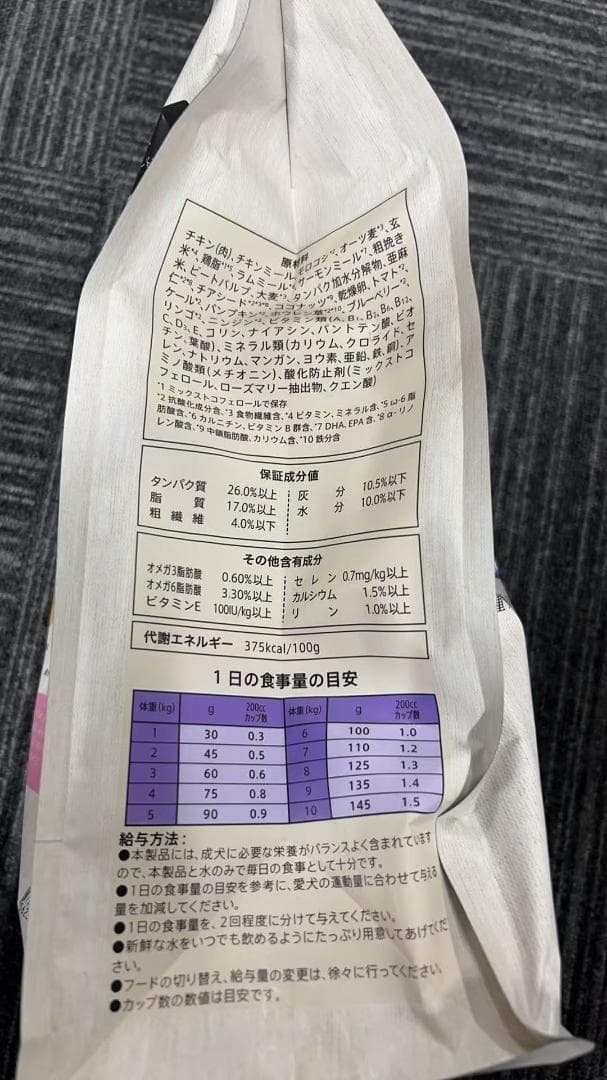 原材料
チキン(肉)、チキンミール、モロコシ、オーツ麦*³、玄
米*⁴、鶏脂*¹*⁵、ラムミール*⁶、サーモンミール*⁷、粗挽き
米、ビートパルプ、大麦*³、タンパク加水分解物、亜麻
仁、チアシード、ココナッツ*⁹、乾燥卵、トマト*²、
ケール*²、パンプキン、ホウレン草、ブルーベリー*²、
リンゴ、ニンジン、ビタミン類(A、B₁、B₂、B₆、B₁₂、
C、D₃、E、コリン、ナイアシン、パントテン酸、ビオ
チン、葉酸)、ミネラル類(カリウム、クロライド、セ
レン、ナトリウム、マンガン、ヨウ素、亜鉛、鉄、銅)、ア
ミノ酸類(メチオニン)、酸化防止剤(ミックストコ
フェロール、ローズマリー抽出物、クエン酸)
*1 ミックストコフェロールで保存
*2 抗酸化成分含、*3 食物繊維含、*4 ビタミン、ミネラル含、*5 ω-6 脂
肪酸含、*6 カルニチン、ビタミン B 群含、*7 DHA、EPA 含、*8 α- リノ
レン酸含、*9 中鎖脂肪酸、カリウム含、*10 鉄分含
保証成分値
タンパク質 26.0%以上 灰分 10.5%以下
脂質 17.0%以上 水分 10.0%以下
粗繊維 4.0%以下
その他含有成分
オメガ3脂肪酸 0.60%以上 セレン 0.7mg/kg以上
オメガ6脂肪酸 3.30%以上 カルシウム 1.5%以上
ビタミンE 100IU/kg以上 リン 1.0%以上
代謝エネルギー 375kcal/100g
1日の食事量の目安
体重(kg) g 200cc カップ数 体重(kg) g 200cc カップ数
1 30 0.3 6 100 1.0
2 45 0.5 7 110 1.2
3 60 0.6 8 125 1.3
4 75 0.8 9 135 1.4
5 90 0.9 10 145 1.5
給与方法:
●本製品には、成犬に必要な栄養がバランスよく含まれています
ので、本製品と水のみで毎日の食事として十分です。
●1日の食事量の目安を参考に、愛犬の運動量に合わせて与える
量を加減してください。
●1日の食事量を、2回程度に分けて与えてください。
●新鮮な水をいつでも飲めるようにたっぷり用意してあげてくだ
さい。
●フードの切り替え、給与量の変更は、徐々に行ってください。
●カップ数の数値は目安です。